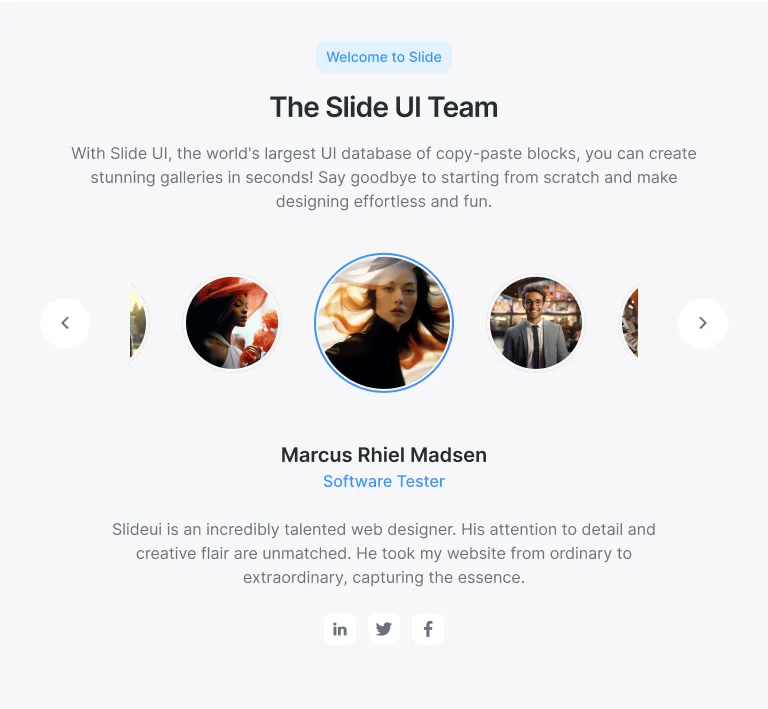 Welcome to Slide
The Slide UI Team
With Slide UI, the world's largest UI database of copy-paste blocks, you can create
stunning galleries in seconds! Say goodbye to starting from scratch and make
designing effortless and fun.
Marcus Rhiel Madsen
Software Tester
Slideui is an incredibly talented web designer. His attention to detail and
creative flair are unmatched. He took my website from ordinary to
extraordinary, capturing the essence.